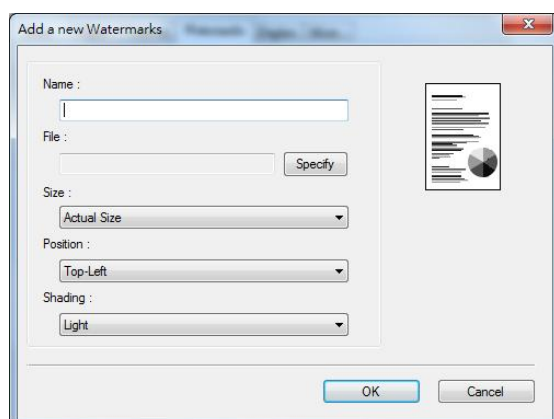 Add a new Watermarks
Name :
File :
Specify
Size :
Actual Size
Position :
Top-Left
Shading :
Light
OK
Cancel